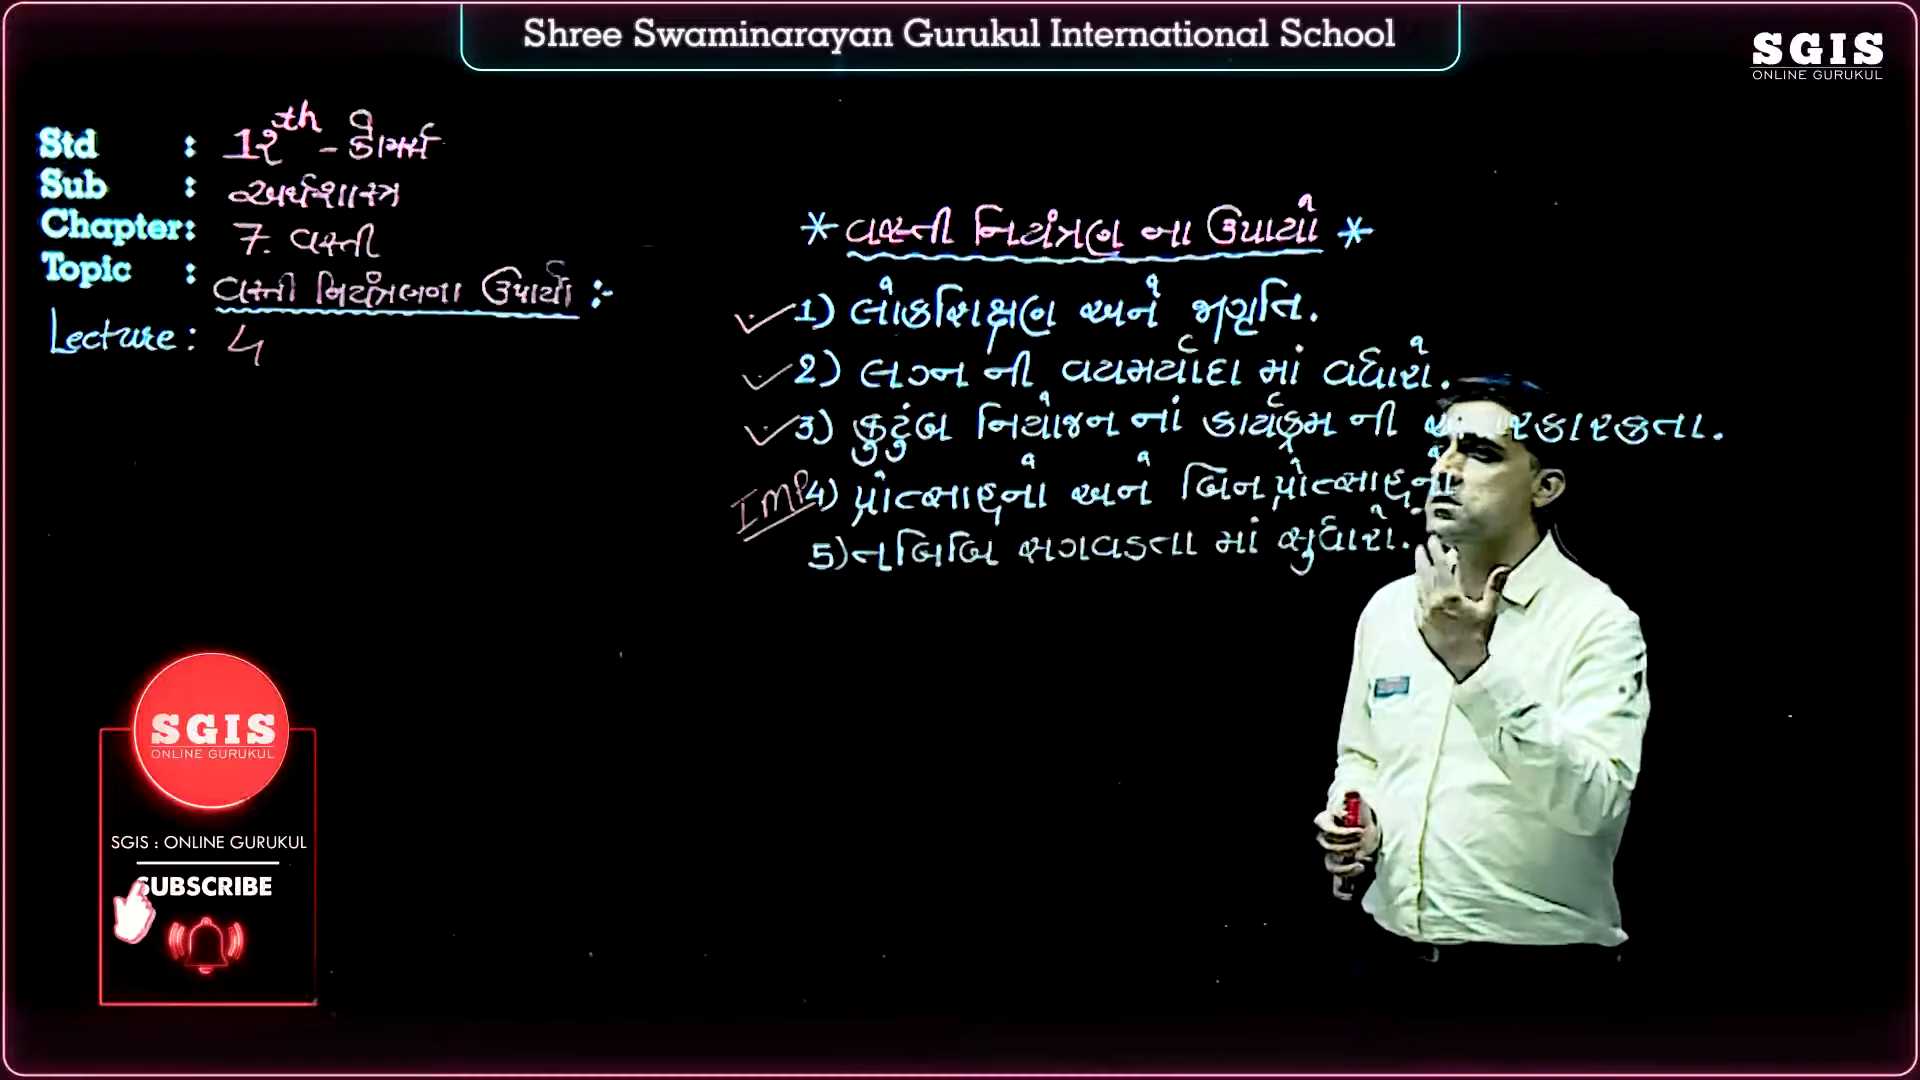 Shree Swaminarayan Gurukul International School
SGIS
ONLINE GURUKUL
Std : 12th - કોમર્સ
Sub : અર્થશાસ્ત્ર
Chapter: 7. વસ્તી
Topic : વસ્તી નિયંત્રણના ઉપાયો :-
Lecture: 4
* વસ્તી નિયંત્રણ ના ઉપાયો *
1) લોકશિક્ષણ અને જાગૃતિ.
2) લગ્ન ની વયમર્યાદા માં વધારો.
3) કુટુંબ નિયોજન નાં કાર્યક્રમ ની
IMP 4) પ્રોત્સાહનો અને બિનપ્રોત્સાહનો.
5) નબિબિ સગવડતા માં સુધારો.
SGIS
ONLINE GURUKUL
SGIS : ONLINE GURUKUL
SUBSCRIBE